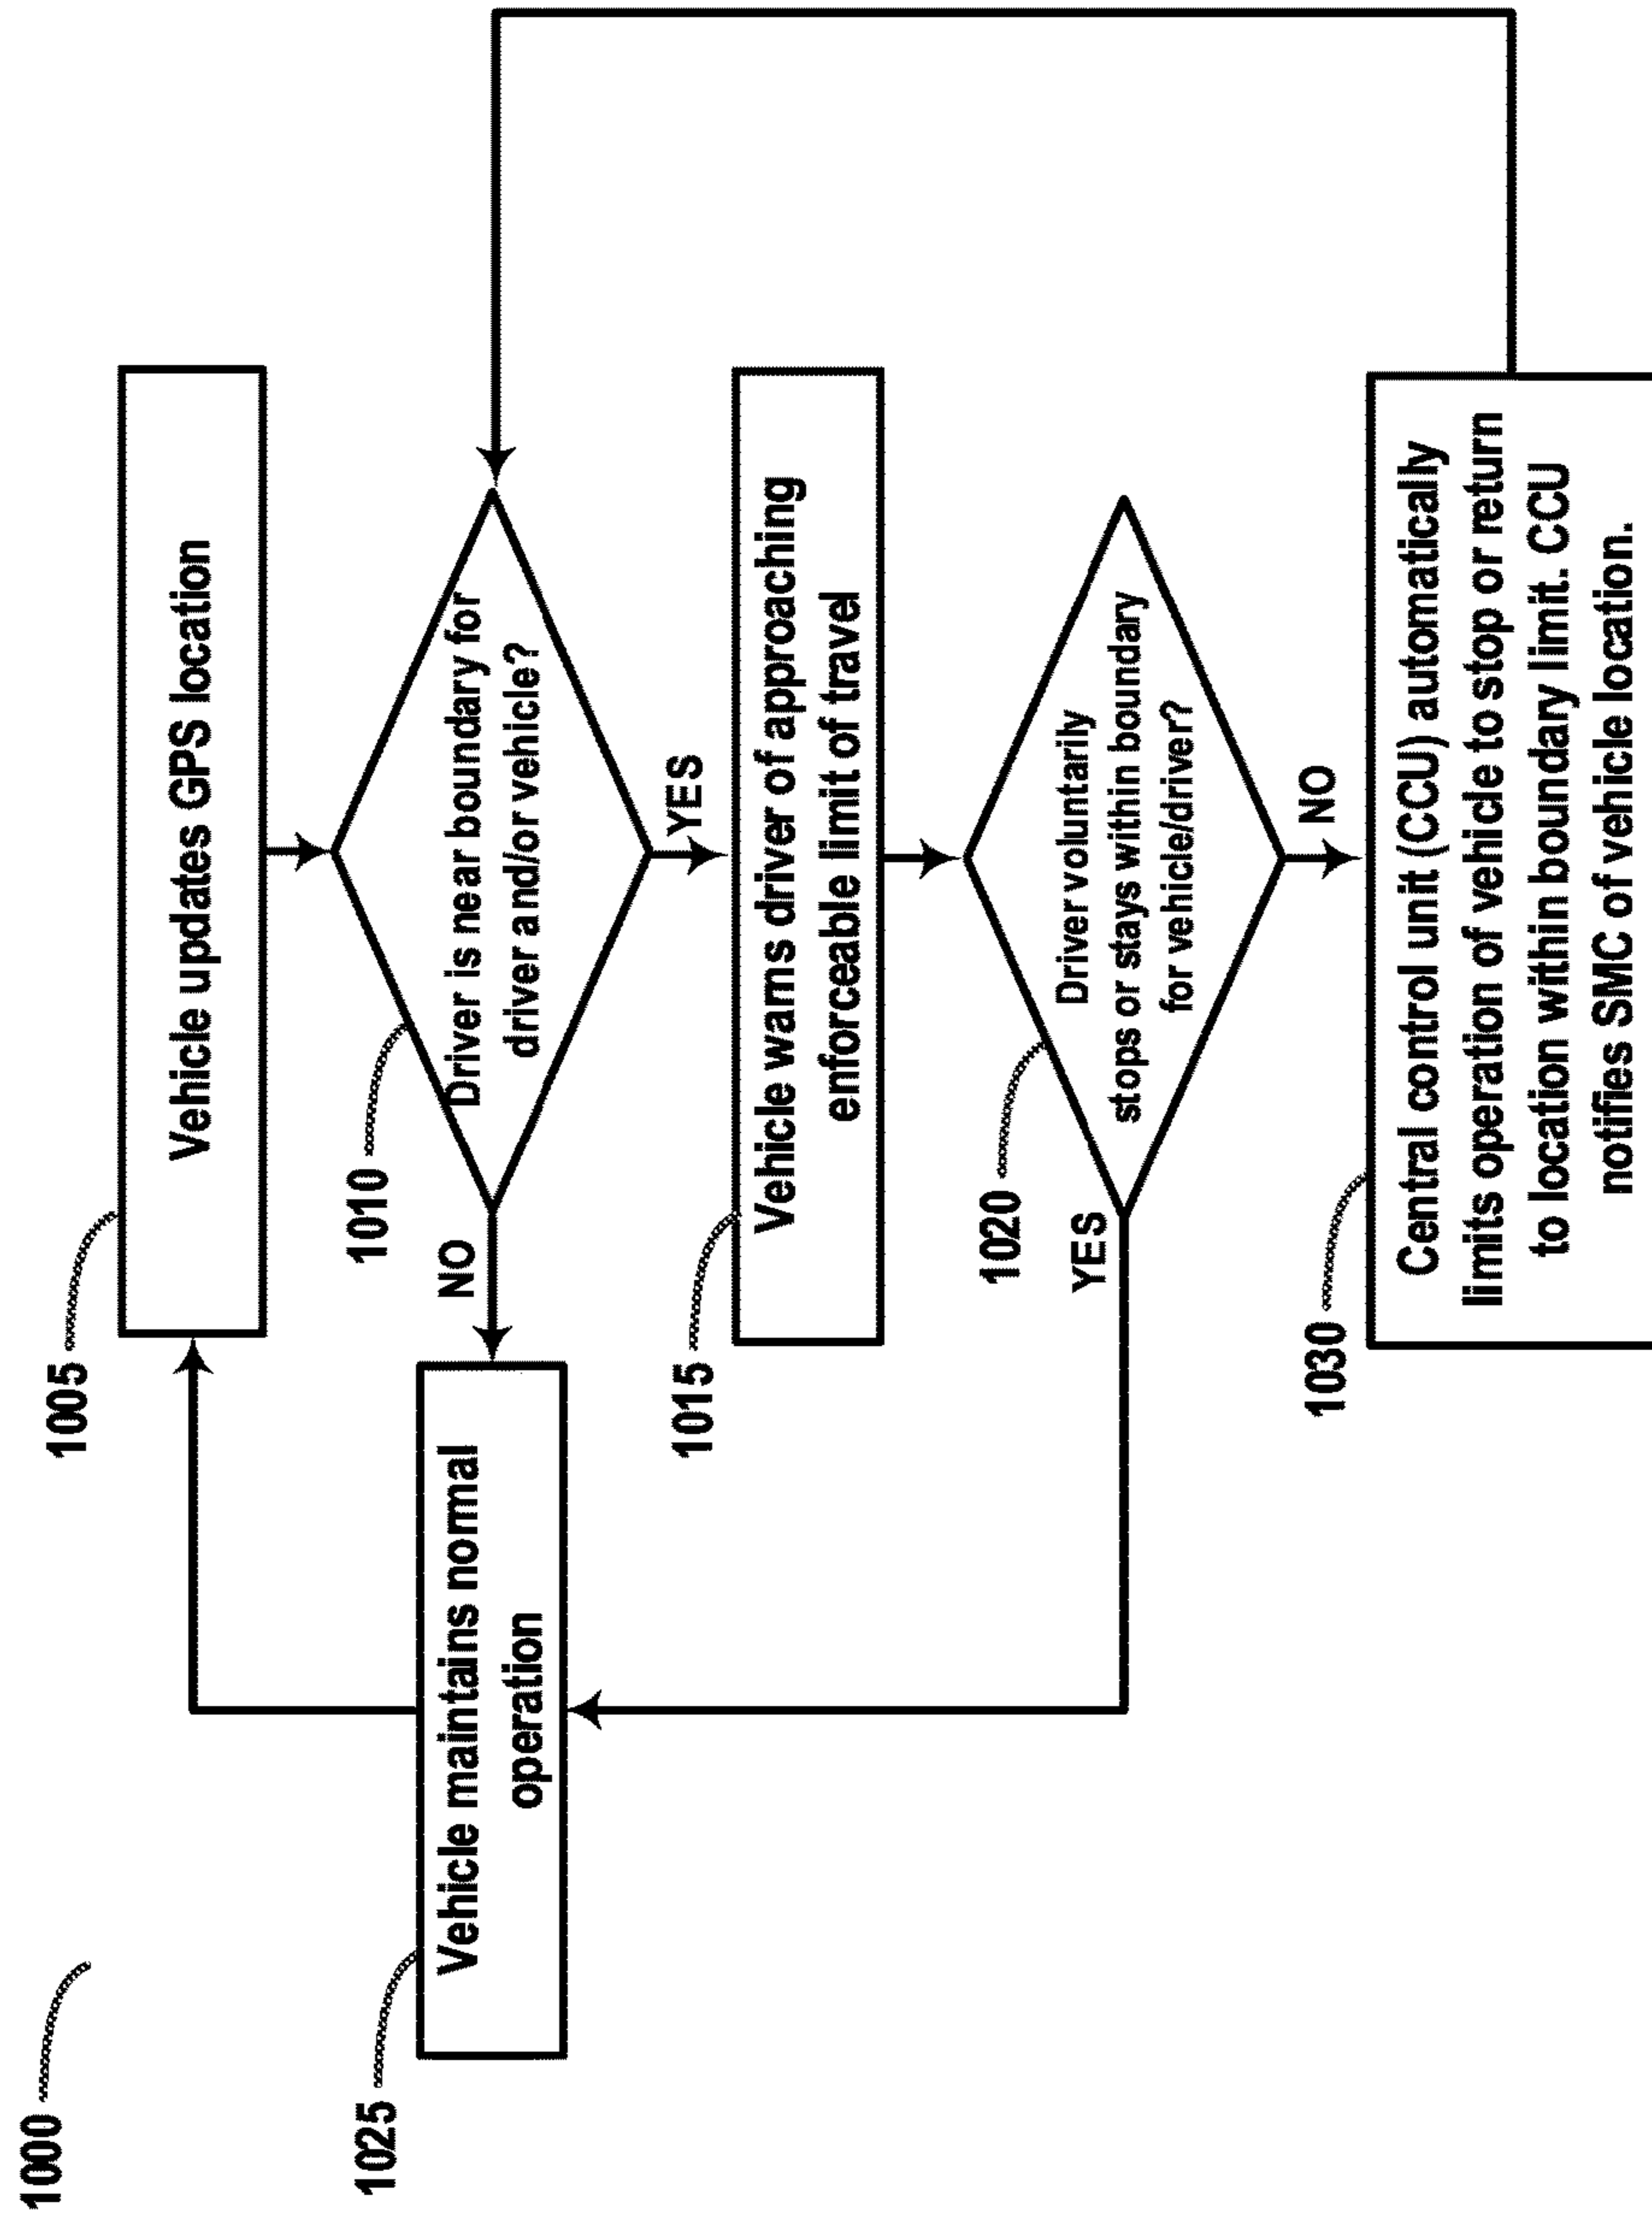 1000
1005
Vehicle updates GPS location
1010
Driver is near boundary for
driver and/or vehicle?
NO
YES
1025
Vehicle maintains normal
operation
1015
Vehicle warns driver of approaching
enforceable limit of travel
1020
Driver voluntarily
stops or stays within boundary
for vehicle/driver?
YES
NO
1030
Central control unit (CCU) automatically
limits operation of vehicle to stop or return
to location within boundary limit. CCU
notifies SMC of vehicle location.